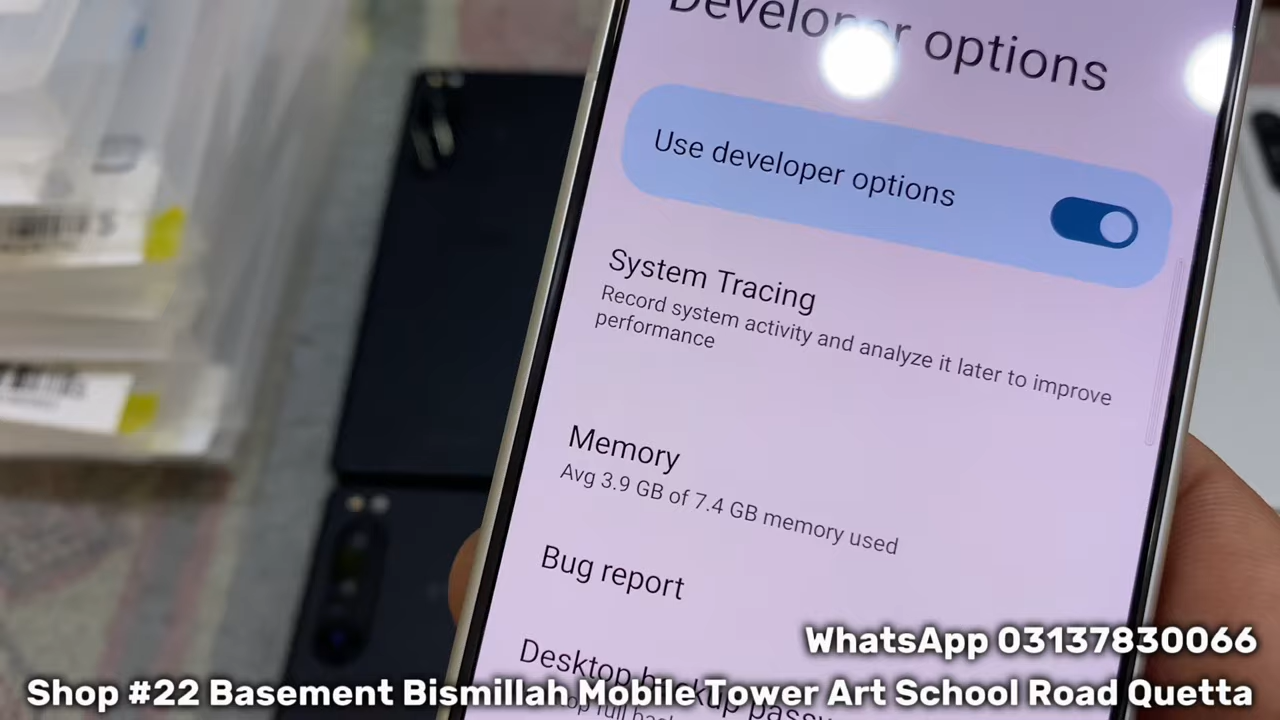 Developer options
Use developer options
System Tracing
Record system activity and analyze it later to improve
performance
Memory
Avg 3.9 GB of 7.4 GB memory used
Bug report
Desktop backup
WhatsApp 03137830066
Shop #22 Basement Bismillah Mobile Tower Art School Road Quetta